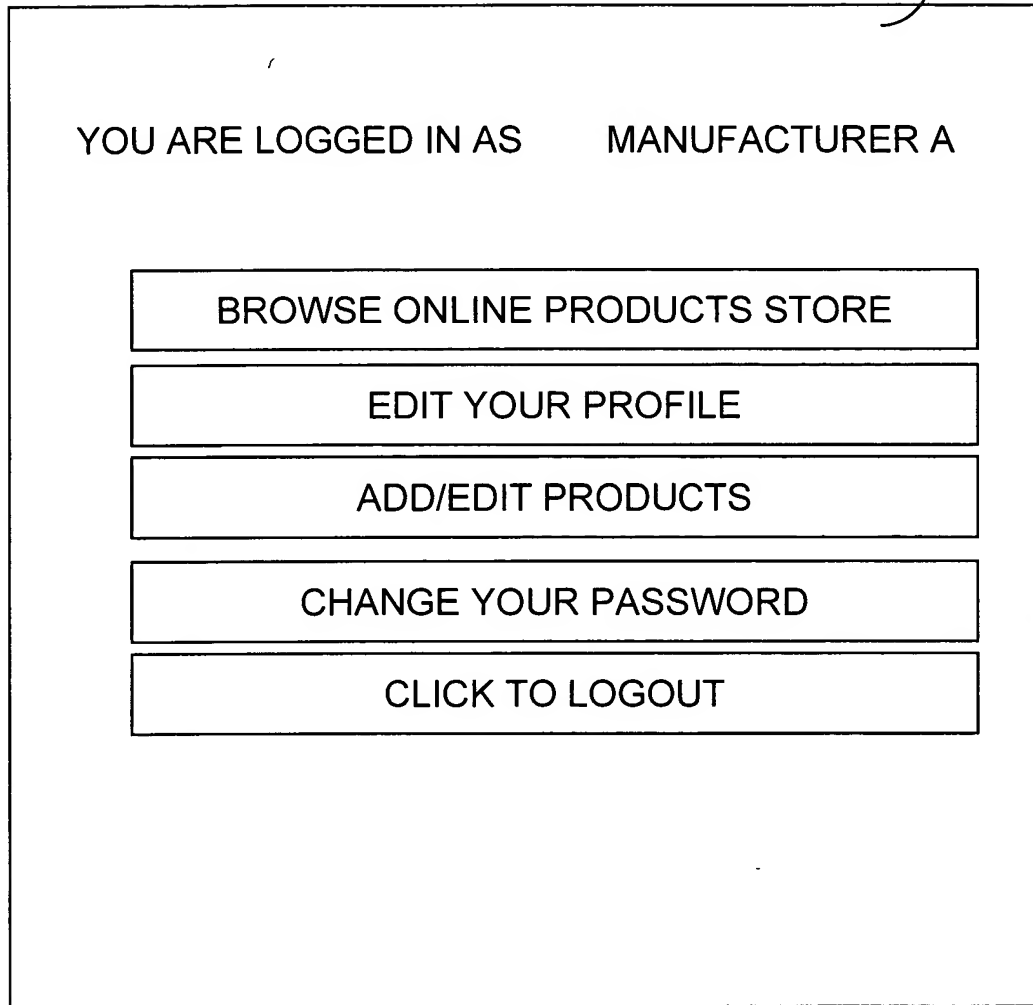 YOU ARE LOGGED IN AS MANUFACTURER A
BROWSE ONLINE PRODUCTS STORE
EDIT YOUR PROFILE
ADD/EDIT PRODUCTS
CHANGE YOUR PASSWORD
CLICK TO LOGOUT